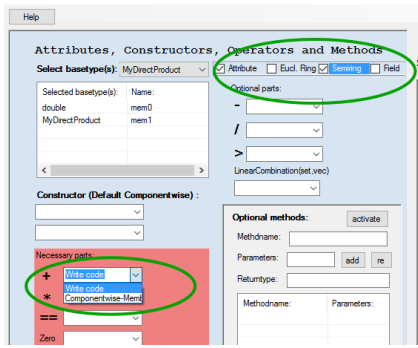 Help
Attributes, Constructors, Operators and Methods
Select basetype(s): MyDirectProduct Attribute Eucl. Ring Semiring Field
Selected basetype(s): Name:
double mem0
MyDirectProduct mem1
Optional parts:
-
/
>
LinearCombination(set,vec)
Constructor (Default Componentwise) :
Necessary parts:
+ Write code
Write code
* Componentwise-Memb
==
Zero
Optional methods: activate
Methdname:
Parameters: add re
Returntype:
Methodname: Parameters: